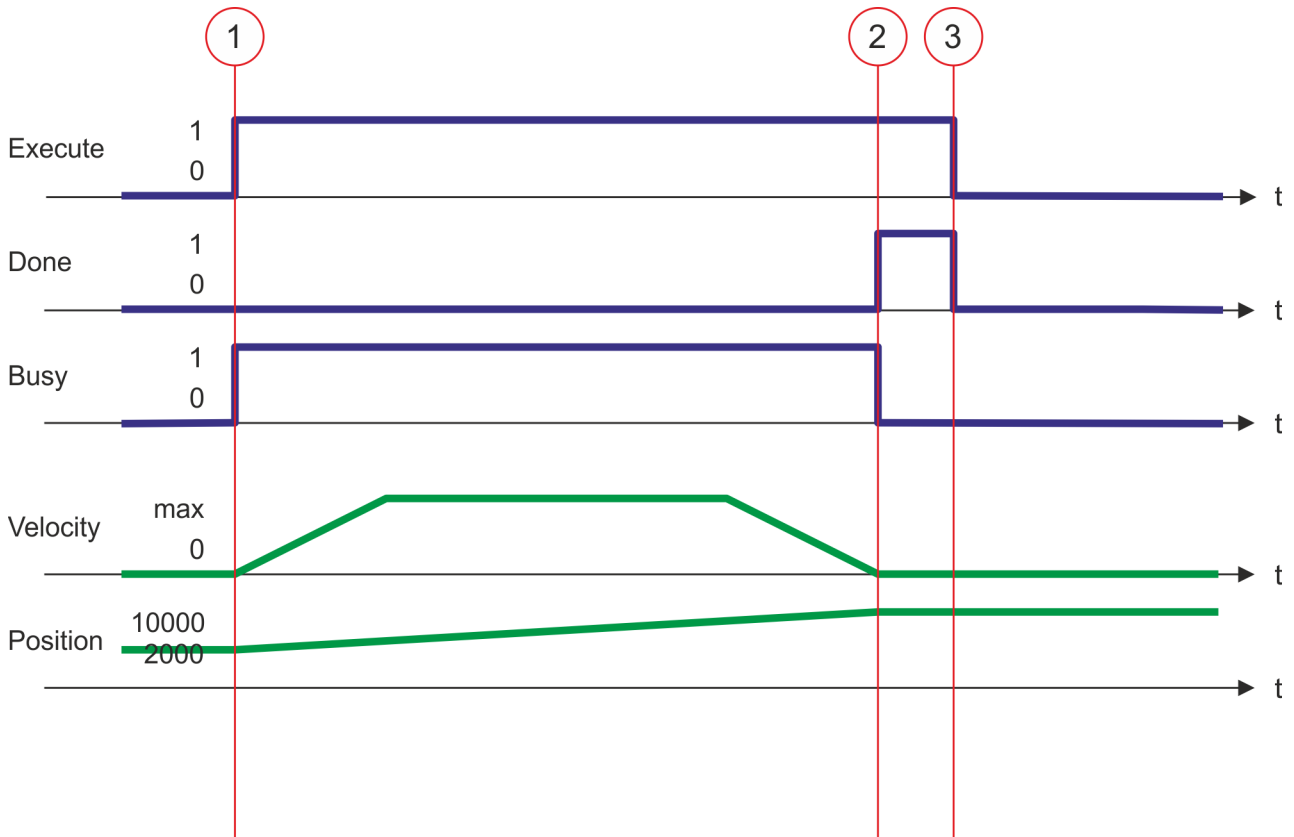 1 2 3
1
Execute
0
t
1
Done
0
t
1
Busy
0
t
max
Velocity
0
t
10000
Position
2000
t